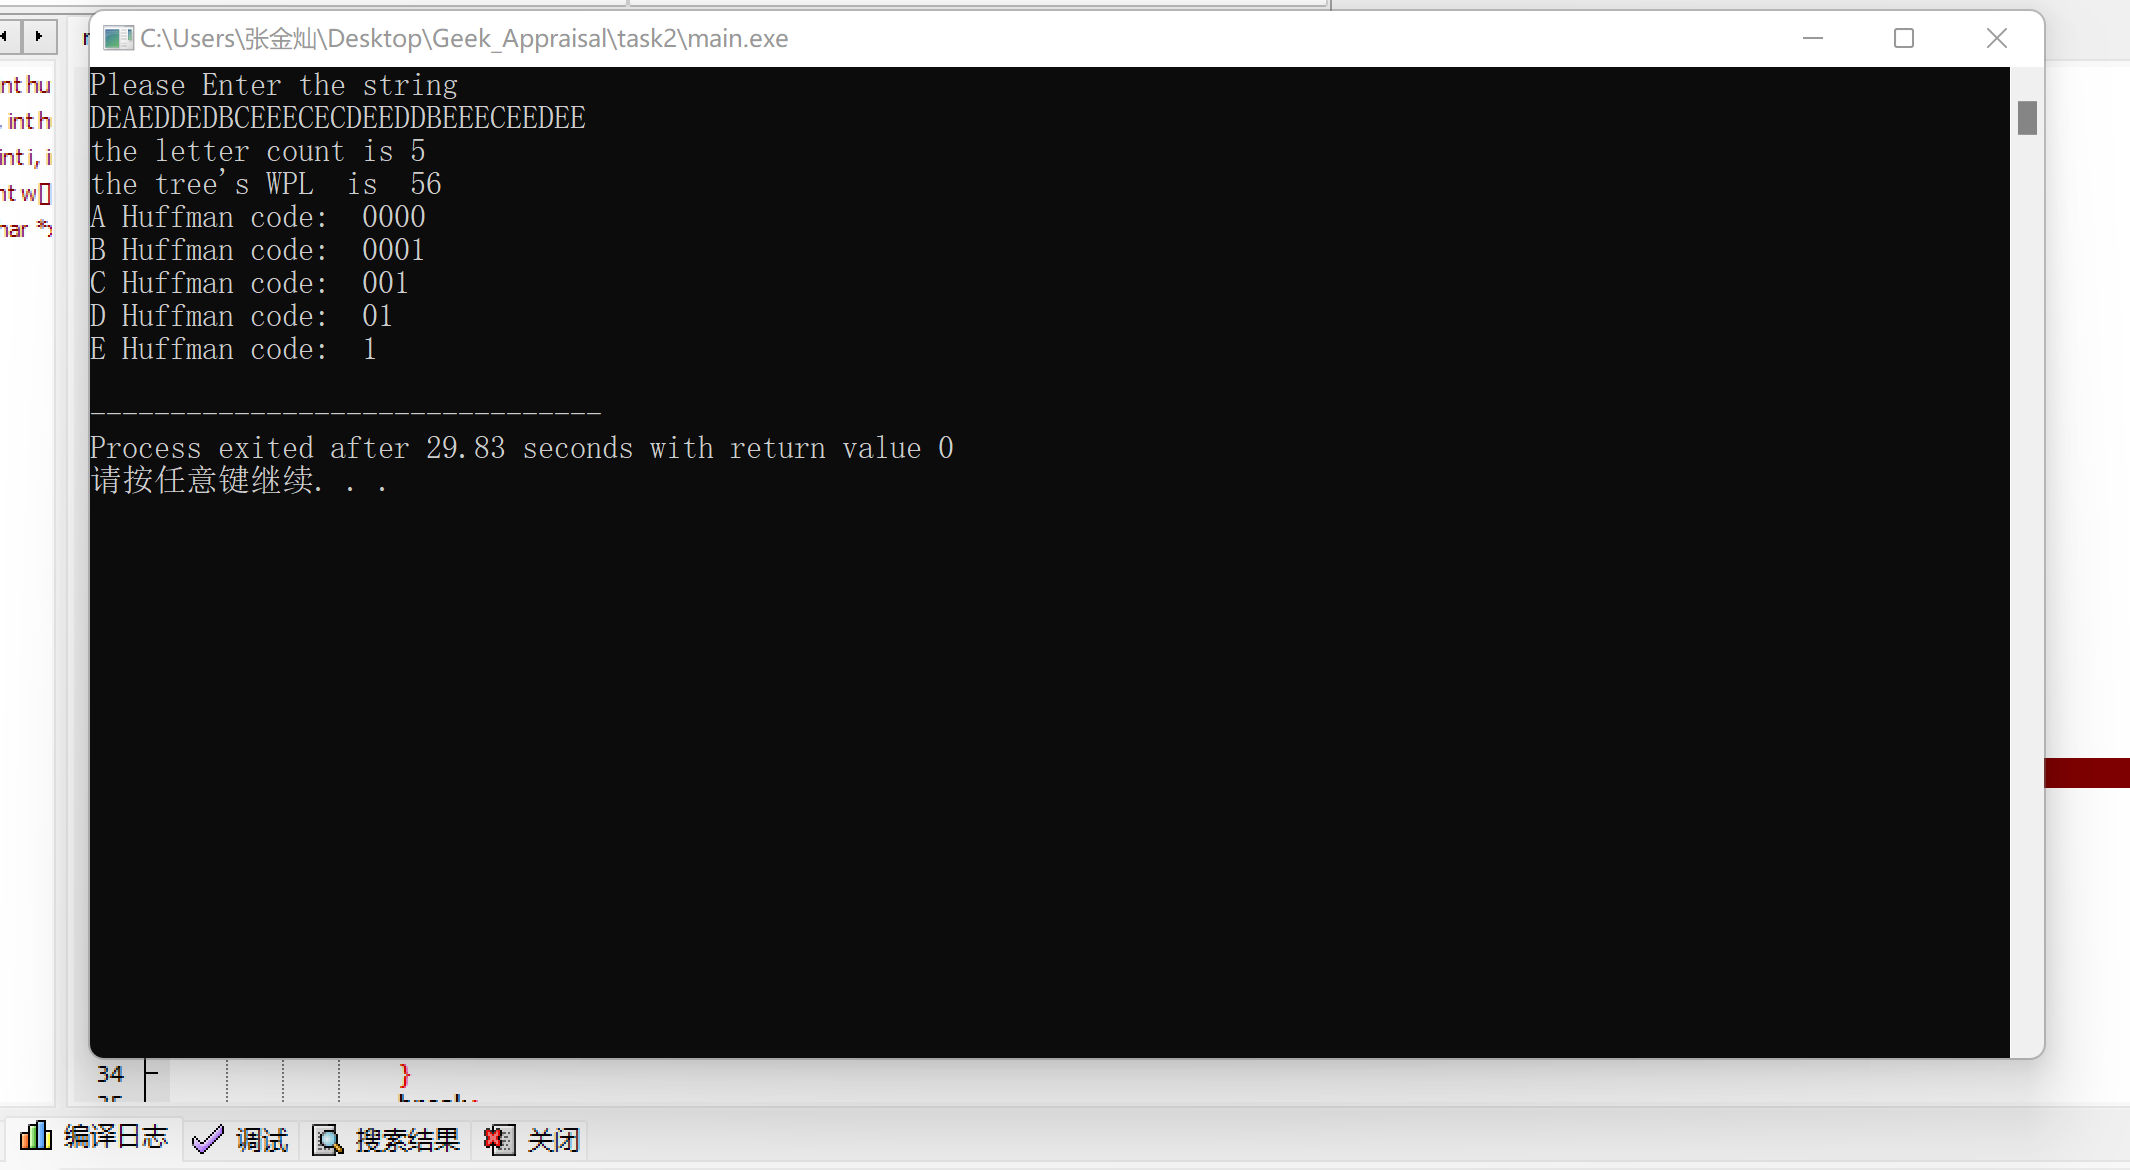 C:\Users\张金灿\Desktop\Geek_Appraisal\task2\main.exe
int hu
, int h
int i, i
nt w[]
har *x
Please Enter the string
DEAEDDEDBCEEECECDEEDDBEEECEEDEE
the letter count is 5
the tree's WPL  is  56
A Huffman code:  0000
B Huffman code:  0001
C Huffman code:  001
D Huffman code:  01
E Huffman code:  1
--------------------------------
Process exited after 29.83 seconds with return value 0
请按任意键继续. . .
34 }
编译日志 调试 搜索结果 关闭